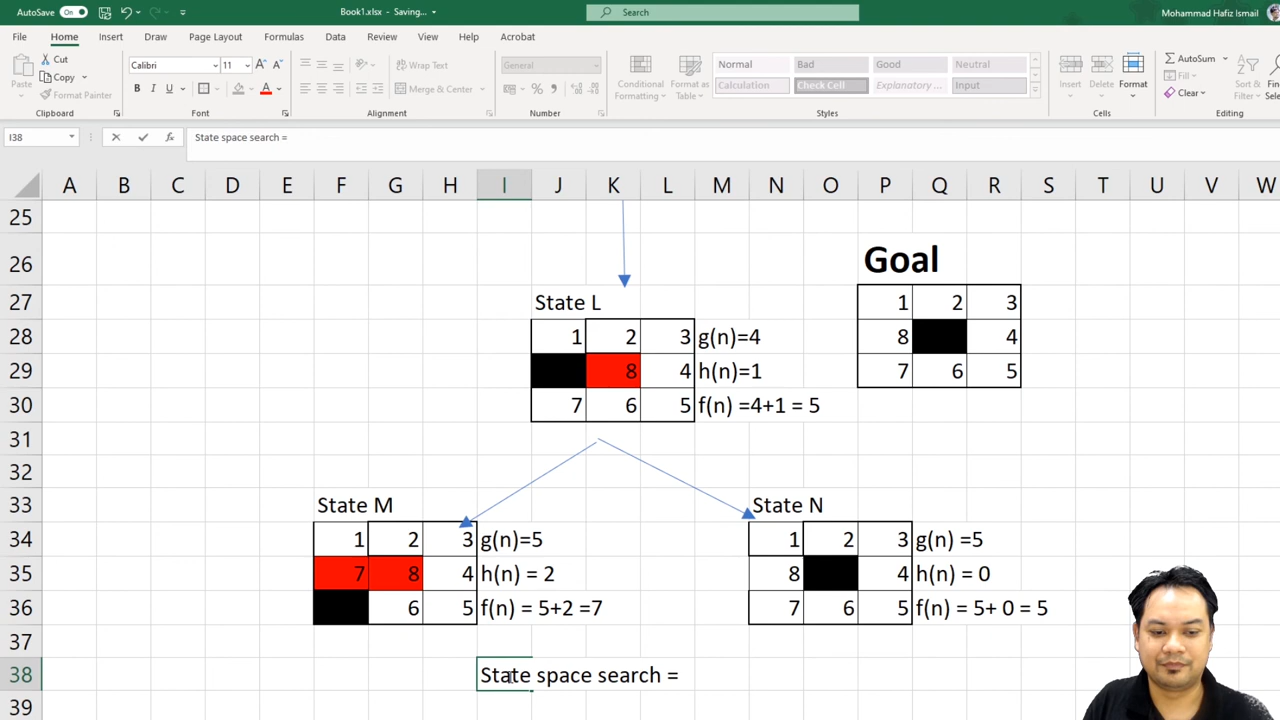 AutoSave On Book1.xlsx - Saving... Search Mohammad Hafiz Ismail
File Home Insert Draw Page Layout Formulas Data Review View Help Acrobat
Paste Cut Calibri 11 Wrap Text General Conditional Formatting Format as Table Normal Bad Good Neutral Insert Delete Format AutoSum
Copy Fill
Format Painter B I U Merge & Center Calculation Check Cell Explanatory ... Input Clear
Clipboard Font Alignment Number Styles Cells Editing
I38 State space search =
A B C D E F G H I J K L M N O P Q R S T U V W
25
26 Goal
27 State L 1 2 3
28 1 2 3 g(n)=4 8 4
29 8 4 h(n)=1 7 6 5
30 7 6 5 f(n) =4+1 = 5
31
32
33 State M State N
34 1 2 3 g(n)=5 1 2 3 g(n) =5
35 7 8 4 h(n) = 2 8 4 h(n) = 0
36 6 5 f(n) = 5+2 =7 7 6 5 f(n) = 5+ 0 = 5
37
38 State space search =
39